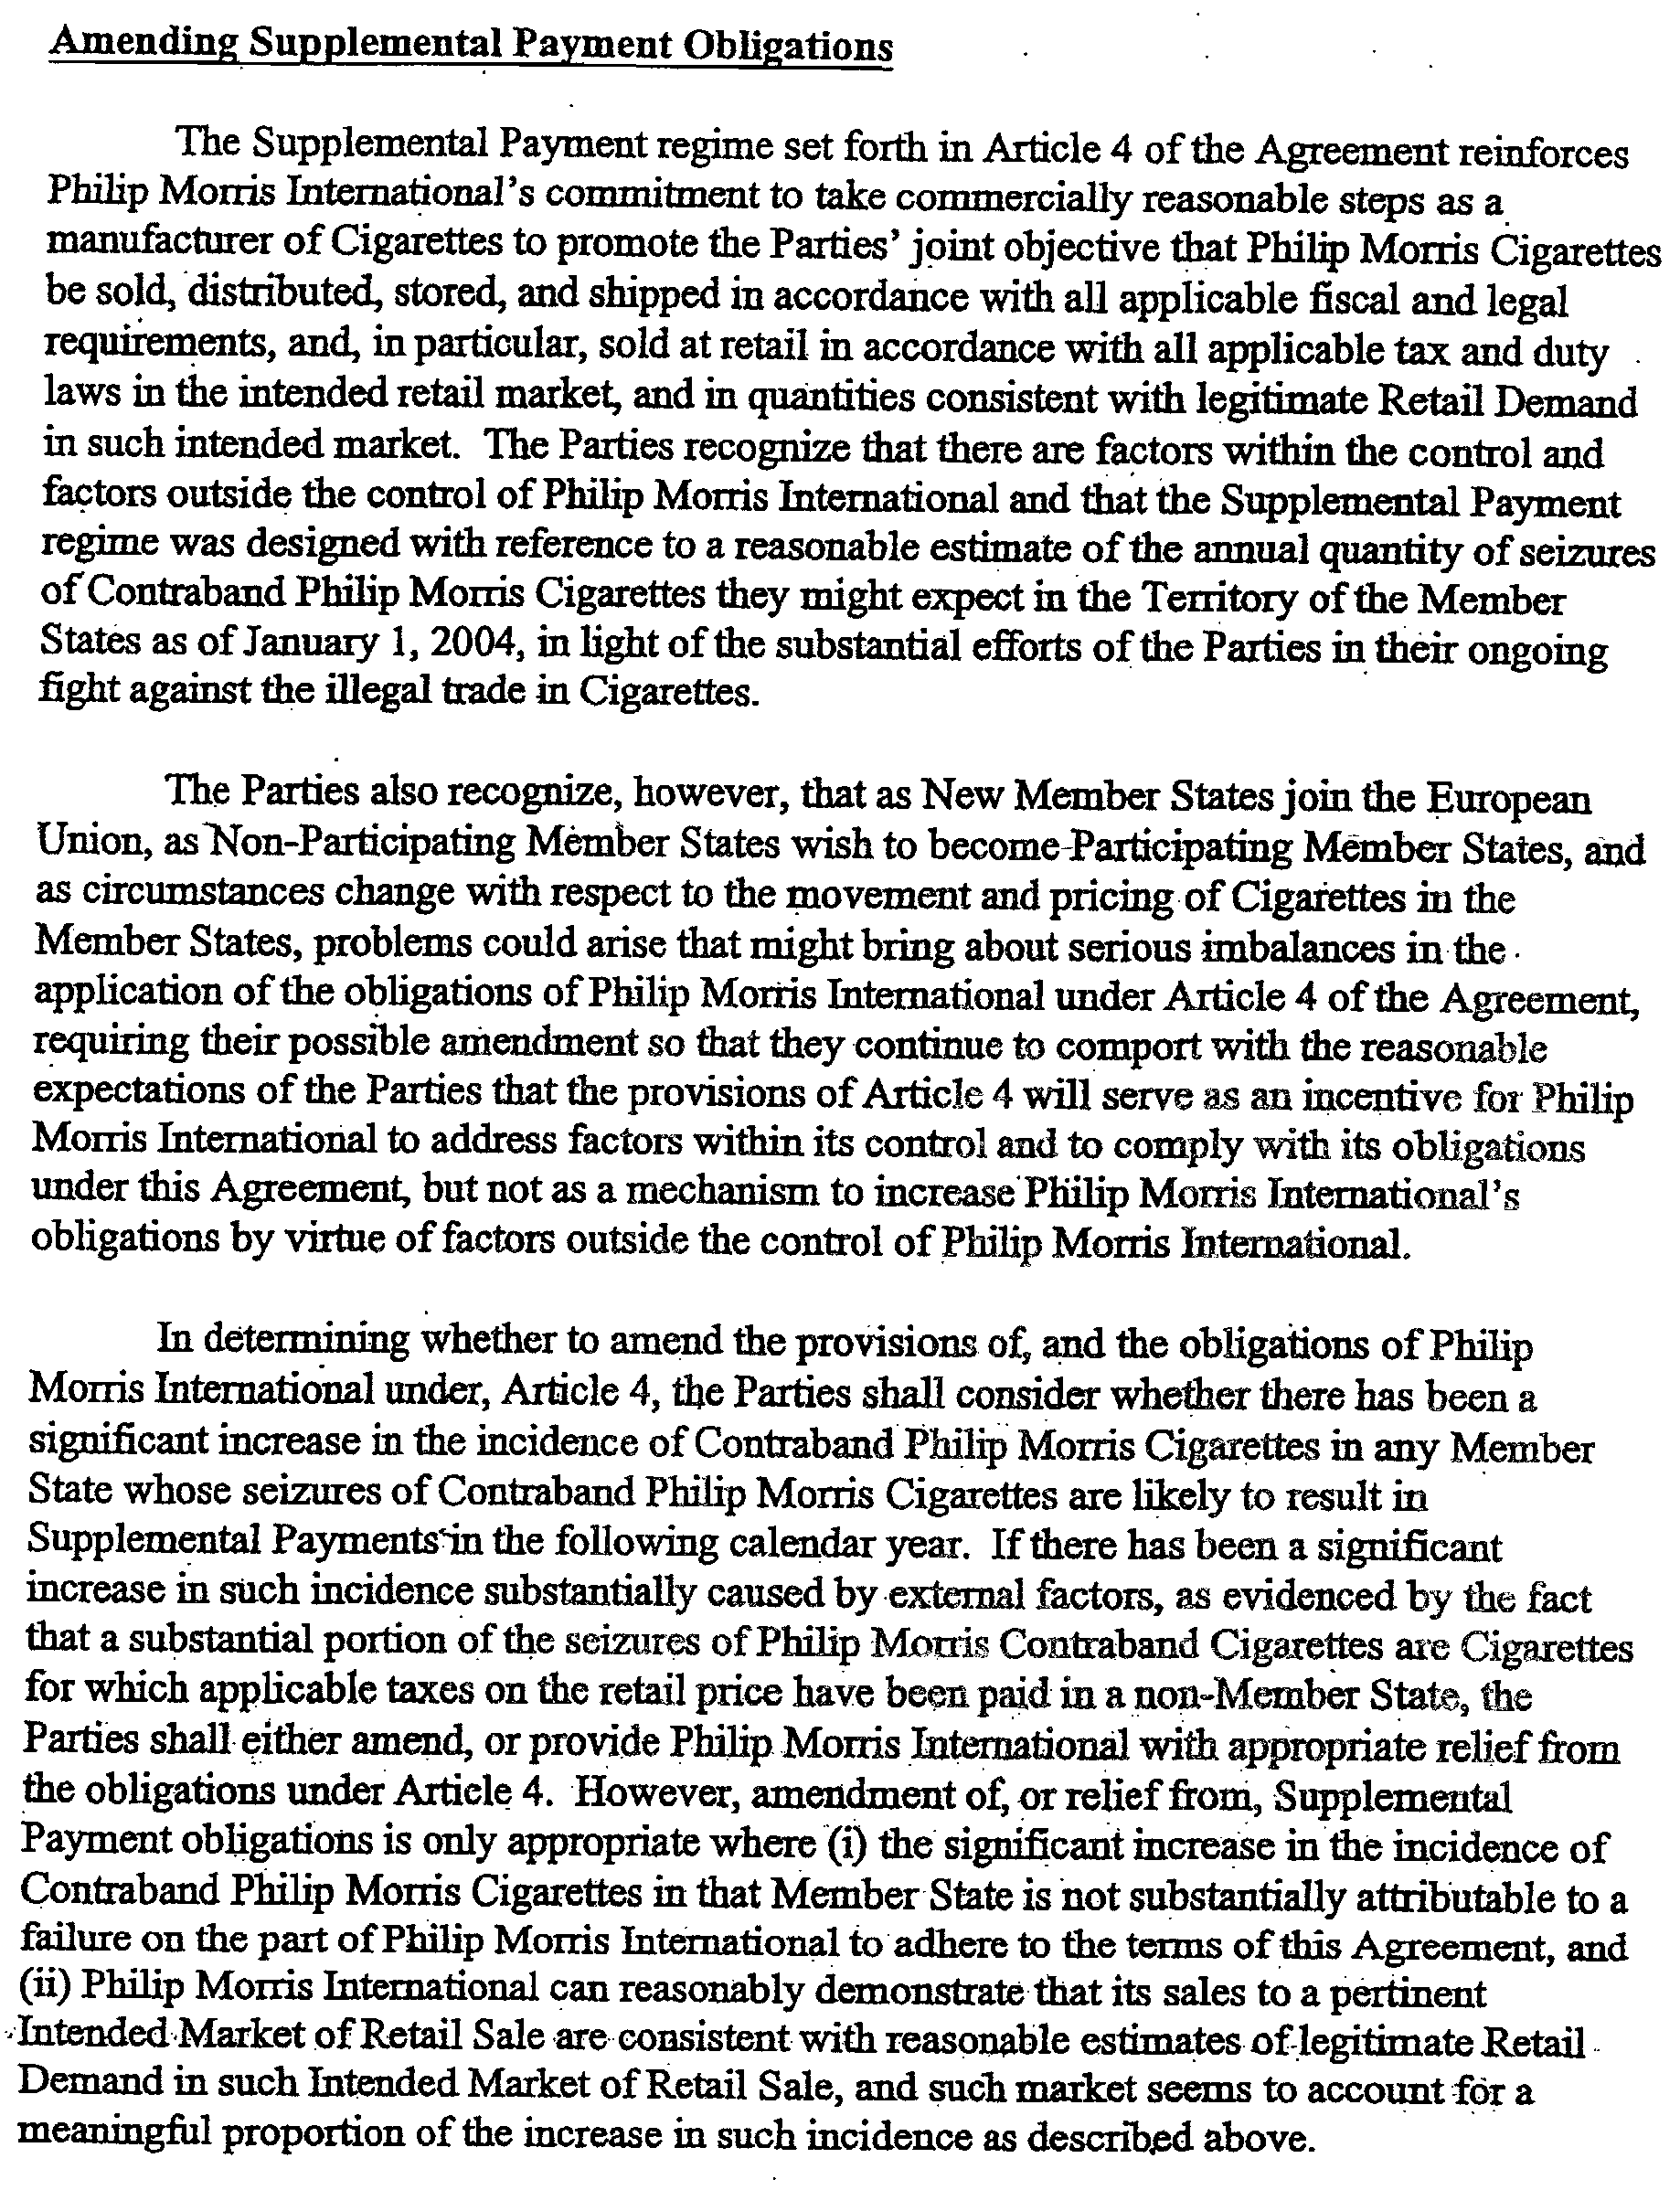 Amending Supplemental Payment Obligations
The Supplemental Payment regime set forth in Article 4 of the Agreement reinforces
Philip Morris International's commitment to take commercially reasonable steps as a
manufacturer of Cigarettes to promote the Parties' joint objective that Philip Morris Cigarettes
be sold, distributed, stored, and shipped in accordance with all applicable fiscal and legal
requirements, and, in particular, sold at retail in accordance with all applicable tax and duty
laws in the intended retail market, and in quantities consistent with legitimate Retail Demand
in such intended market. The Parties recognize that there are factors within the control and
factors outside the control of Philip Morris International and that the Supplemental Payment
regime was designed with reference to a reasonable estimate of the annual quantity of seizures
of Contraband Philip Morris Cigarettes they might expect in the Territory of the Member
States as of January 1, 2004, in light of the substantial efforts of the Parties in their ongoing
fight against the illegal trade in Cigarettes.
The Parties also recognize, however, that as New Member States join the European
Union, as Non-Participating Member States wish to become Participating Member States, and
as circumstances change with respect to the movement and pricing of Cigarettes in the
Member States, problems could arise that might bring about serious imbalances in the
application of the obligations of Philip Morris International under Article 4 of the Agreement,
requiring their possible amendment so that they continue to comport with the reasonable
expectations of the Parties that the provisions of Article 4 will serve as an incentive for Philip
Morris International to address factors within its control and to comply with its obligations
under this Agreement, but not as a mechanism to increase Philip Morris International's
obligations by virtue of factors outside the control of Philip Morris International.
In determining whether to amend the provisions of, and the obligations of Philip
Morris International under, Article 4, the Parties shall consider whether there has been a
significant increase in the incidence of Contraband Philip Morris Cigarettes in any Member
State whose seizures of Contraband Philip Morris Cigarettes are likely to result in
Supplemental Payments in the following calendar year. If there has been a significant
increase in such incidence substantially caused by external factors, as evidenced by the fact
that a substantial portion of the seizures of Philip Morris Contraband Cigarettes are Cigarettes
for which applicable taxes on the retail price have been paid in a non-Member State, the
Parties shall either amend, or provide Philip Morris International with appropriate relief from
the obligations under Article 4. However, amendment of, or relief from, Supplemental
Payment obligations is only appropriate where (i) the significant increase in the incidence of
Contraband Philip Morris Cigarettes in that Member State is not substantially attributable to a
failure on the part of Philip Morris International to adhere to the terms of this Agreement, and
(ii) Philip Morris International can reasonably demonstrate that its sales to a pertinent
Intended Market of Retail Sale are consistent with reasonable estimates of legitimate Retail
Demand in such Intended Market of Retail Sale, and such market seems to account for a
meaningful proportion of the increase in such incidence as described above.